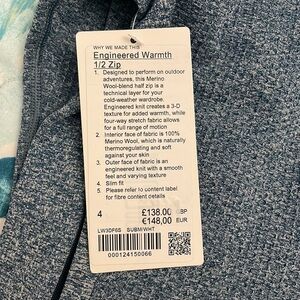 WHY WE MADE THIS
Engineered Warmth
1/2 Zip
1. Designed to perform on outdoor
adventures, this Merino
Wool-blend half zip is a
technical layer for your
cold-weather wardrobe.
Engineered knit creates a 3-D
texture for added warmth, while
four-way stretch fabric allows
for a full range of motion
2. Interior face of fabric is 100%
Merino Wool, which is naturally
thermoregulating and soft
against your skin
3. Outer face of fabric is an
engineered knit with a smooth
feel and varying texture
4. Slim fit
5. Please refer to content label
for fibre content details
4 £138.00 GBP
€148,00 EUR
LW3DF6S SUBM/WHT
000124150066